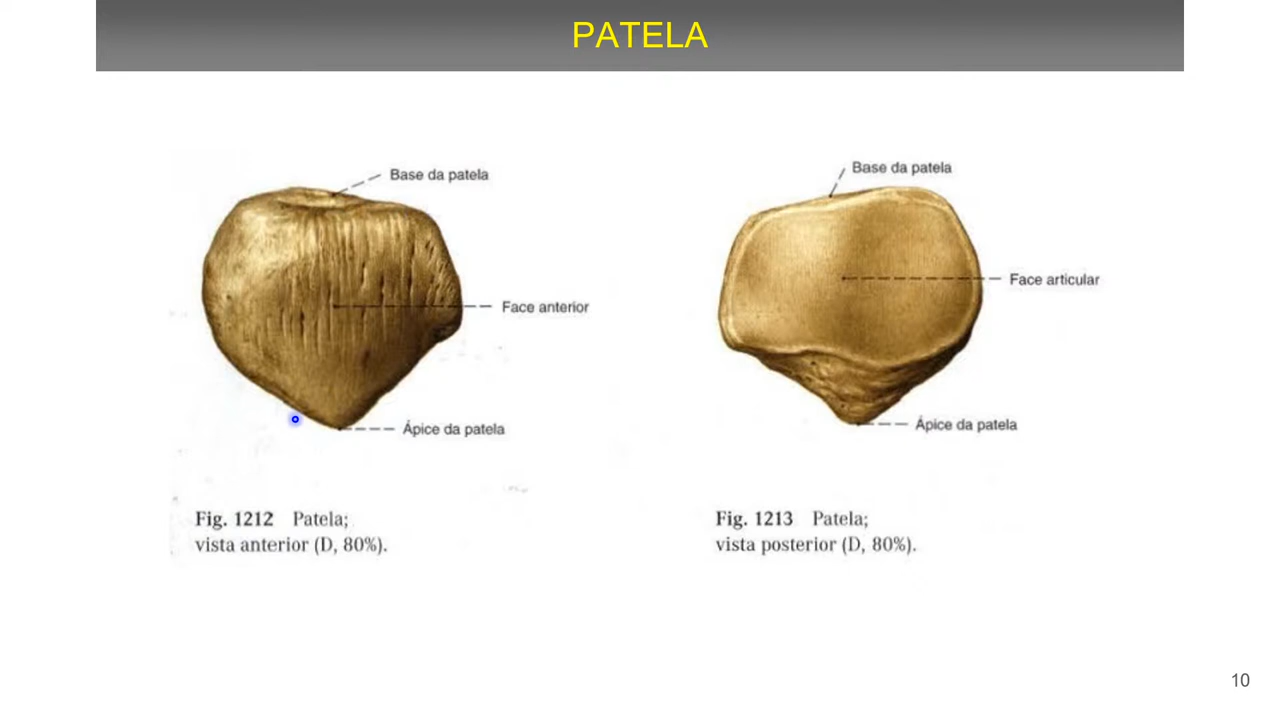 PATELA
Base da patela
Face anterior
Ápice da patela
Fig. 1212 Patela;
vista anterior (D, 80%).
Base da patela
Face articular
Ápice da patela
Fig. 1213 Patela;
vista posterior (D, 80%).
10